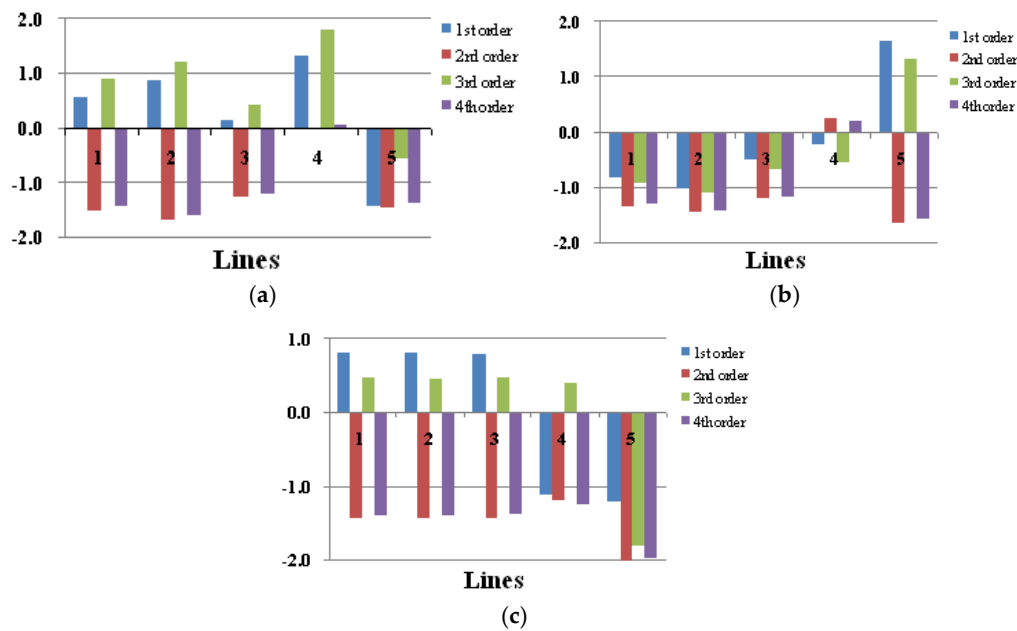 2.0
1.0
0.0
-1.0
-2.0
1 2 3 4 5
Lines
1st order
2rd order
3rd order
4thorder
(a)
2.0
1.0
0.0
-1.0
-2.0
1 2 3 4 5
Lines
1st order
2nd order
3rd order
4thorder
(b)
1.0
0.0
-1.0
-2.0
1 2 3 4 5
Lines
1st order
2nd order
3rd order
4thorder
(c)